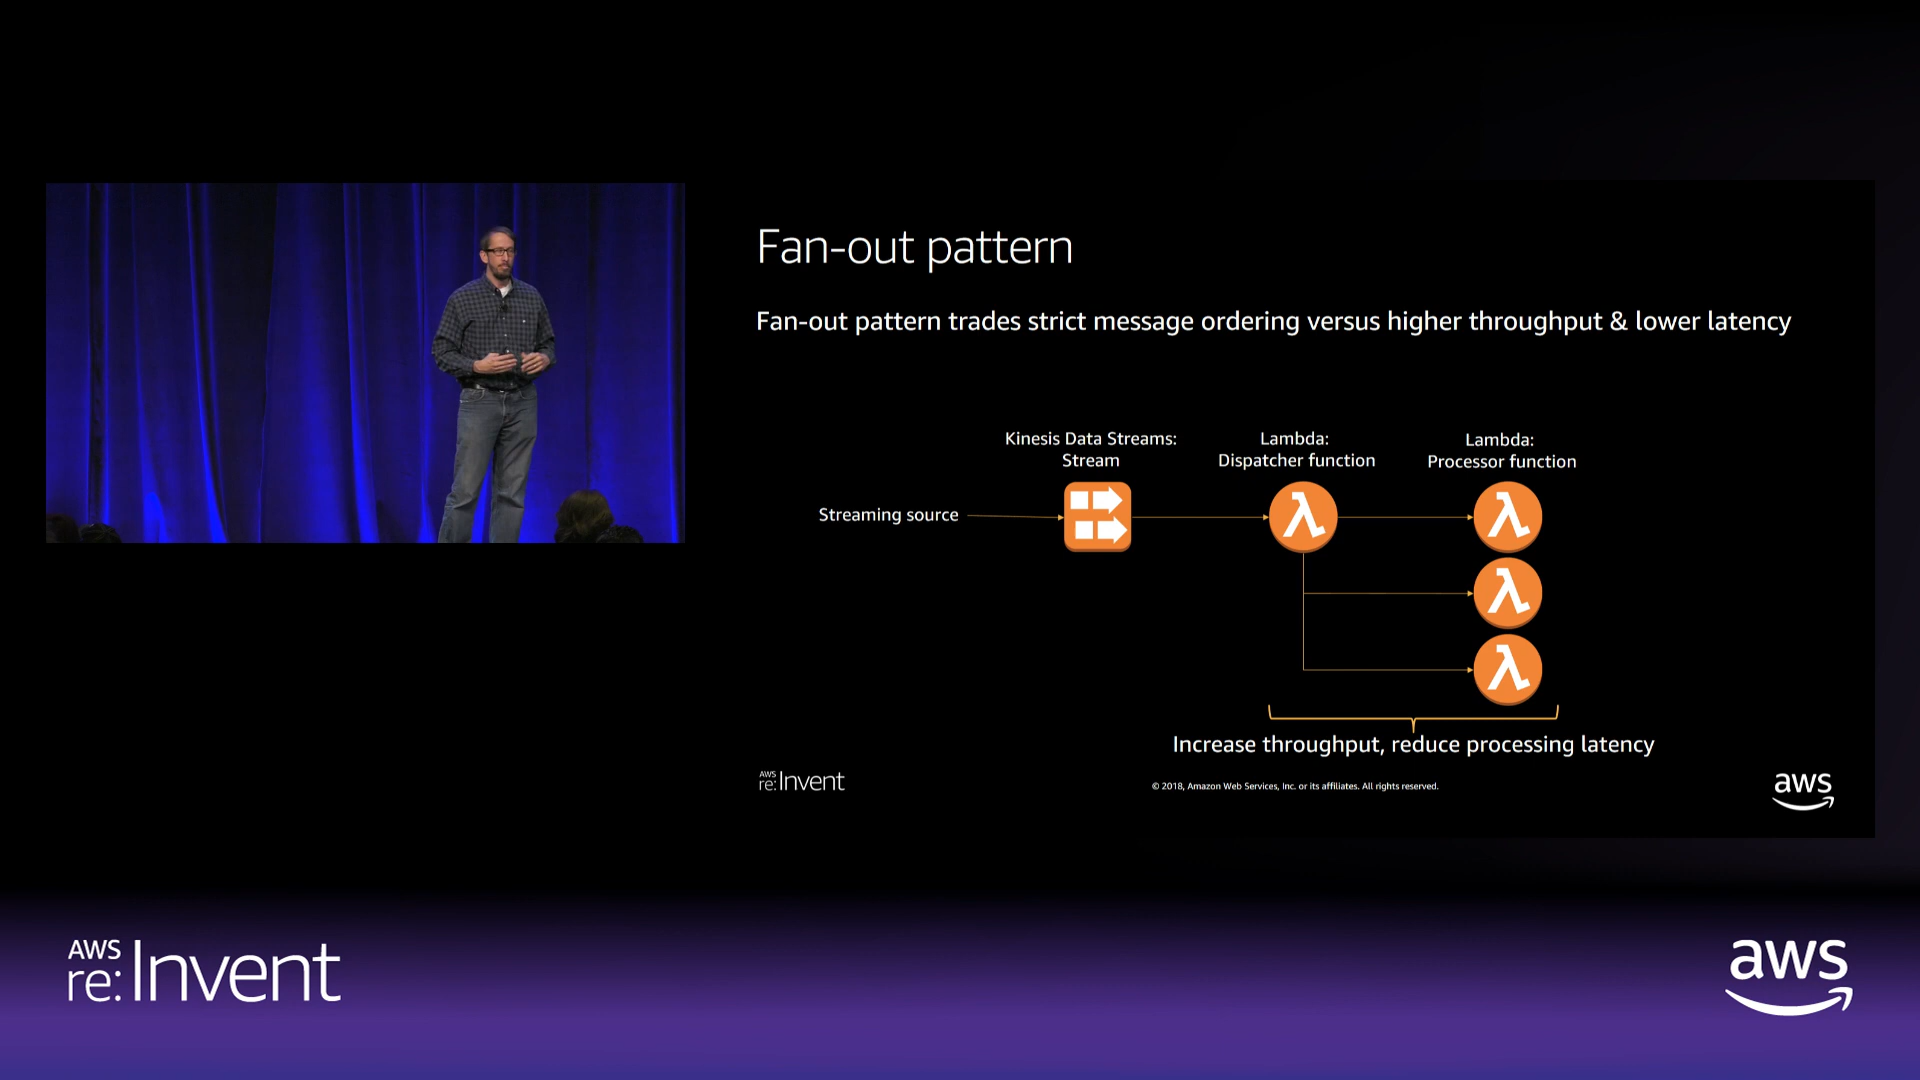 Fan-out pattern
Fan-out pattern trades strict message ordering versus higher throughput & lower latency
Kinesis Data Streams:
Stream
Lambda:
Dispatcher function
Lambda:
Processor function
Streaming source
Increase throughput, reduce processing latency
AWS
re:Invent
© 2018, Amazon Web Services, Inc. or its affiliates. All rights reserved.
aws
AWS
re:Invent
aws